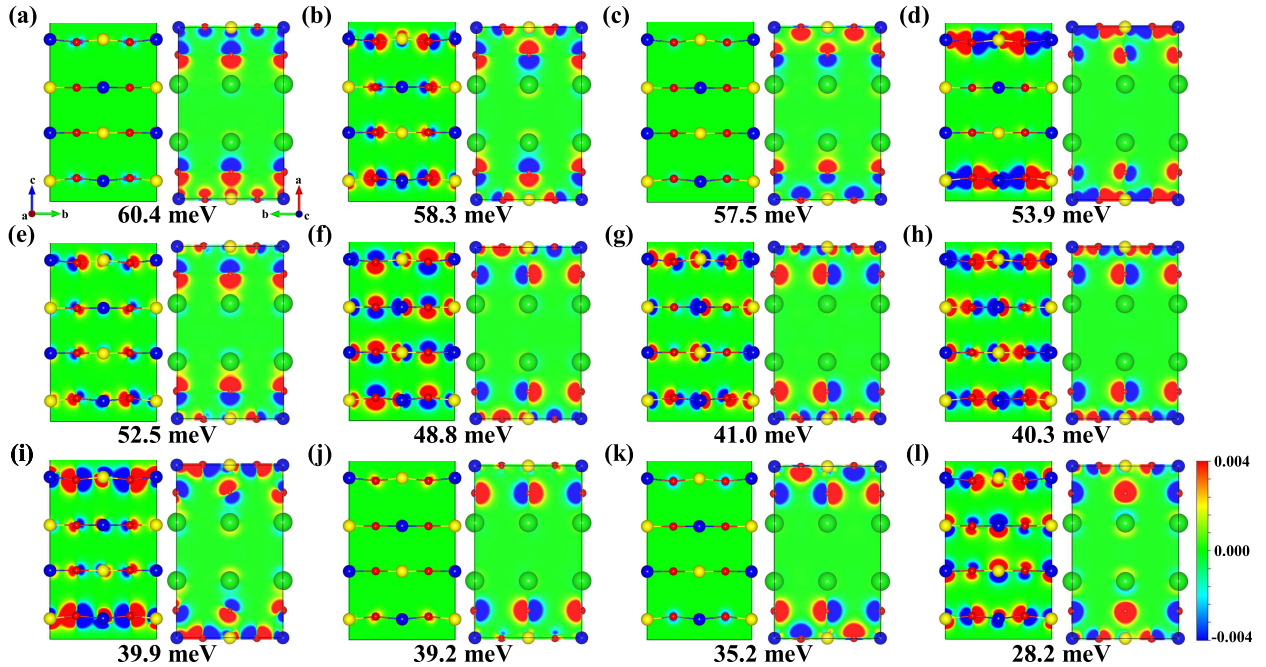 (a) (b) (c) (d)
c a
a b b c
60.4 meV 58.3 meV 57.5 meV 53.9 meV
(e) (f) (g) (h)
52.5 meV 48.8 meV 41.0 meV 40.3 meV
(i) (j) (k) (l)
0.004
0.000
-0.004
39.9 meV 39.2 meV 35.2 meV 28.2 meV